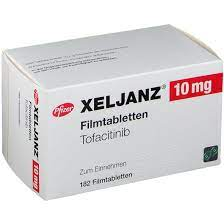 Pfizer
XELJANZ® 10 mg
Filmtabletten
Tofacitinib
Zum Einnehmen
182 Filmtabletten